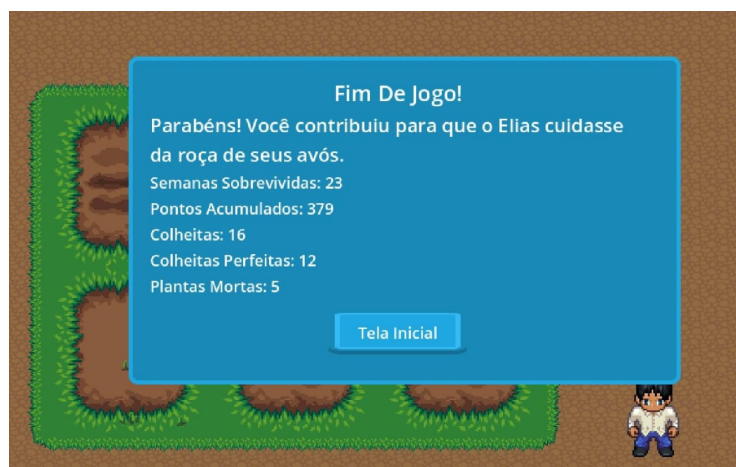 Fim De Jogo!
Parabéns! Você contribuiu para que o Elias cuidasse
da roça de seus avós.
Semanas Sobrevividas: 23
Pontos Acumulados: 379
Colheitas: 16
Colheitas Perfeitas: 12
Plantas Mortas: 5
Tela Inicial